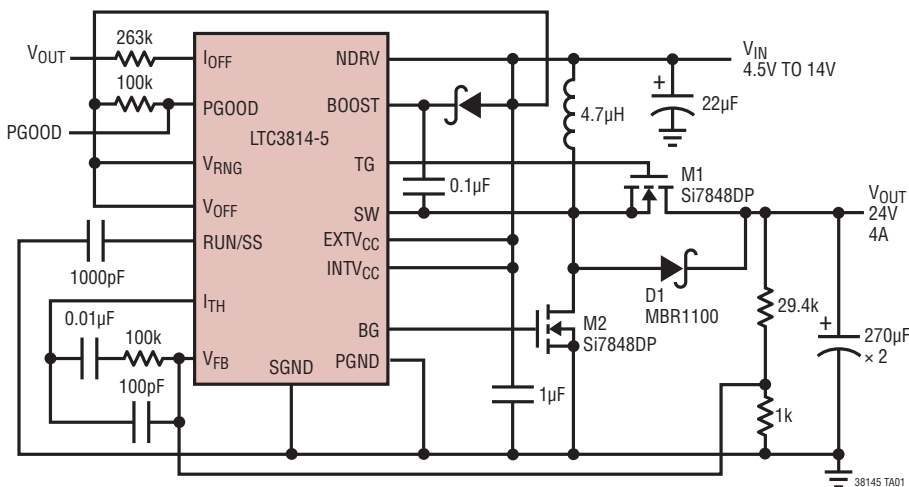 VOUT
263k
100k
PGOOD
IOFF
PGOOD
LTC3814-5
VRNG
VOFF
RUN/SS
ITH
VFB
SGND
NDRV
BOOST
TG
SW
EXTVCC
INTVCC
BG
PGND
1000pF
0.01µF
100k
100pF
0.1µF
4.7µH
+
22µF
VIN
4.5V TO 14V
M1
Si7848DP
D1
MBR1100
M2
Si7848DP
1µF
29.4k
1k
+
270µF
× 2
VOUT
24V
4A
38145 TA01